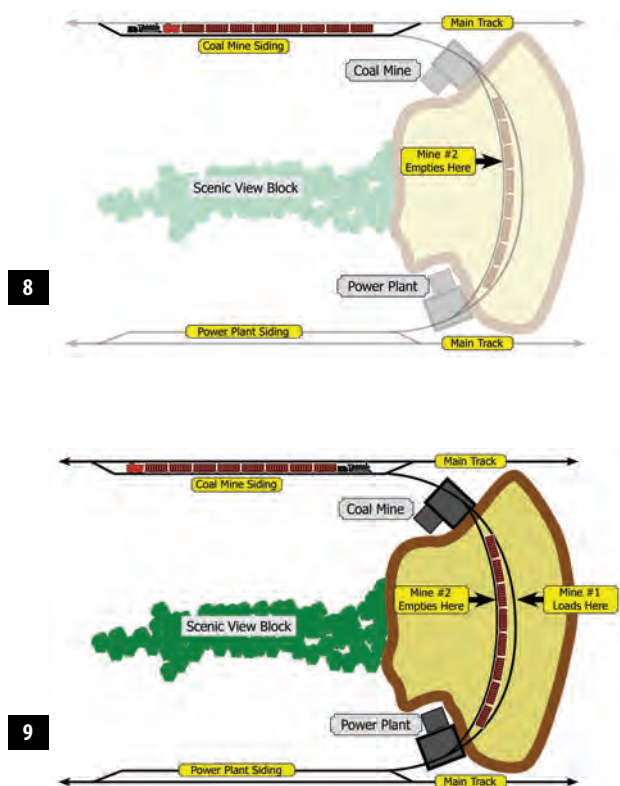 Main Track
Coal Mine Siding
Coal Mine
Mine #2
Empties Here
Scenic View Block
8
Power Plant
Power Plant Siding
Main Track
Main Track
Coal Mine Siding
Coal Mine
Mine #2
Empties Here
Mine #1
Loads Here
Scenic View Block
9
Power Plant
Power Plant Siding
Main Track